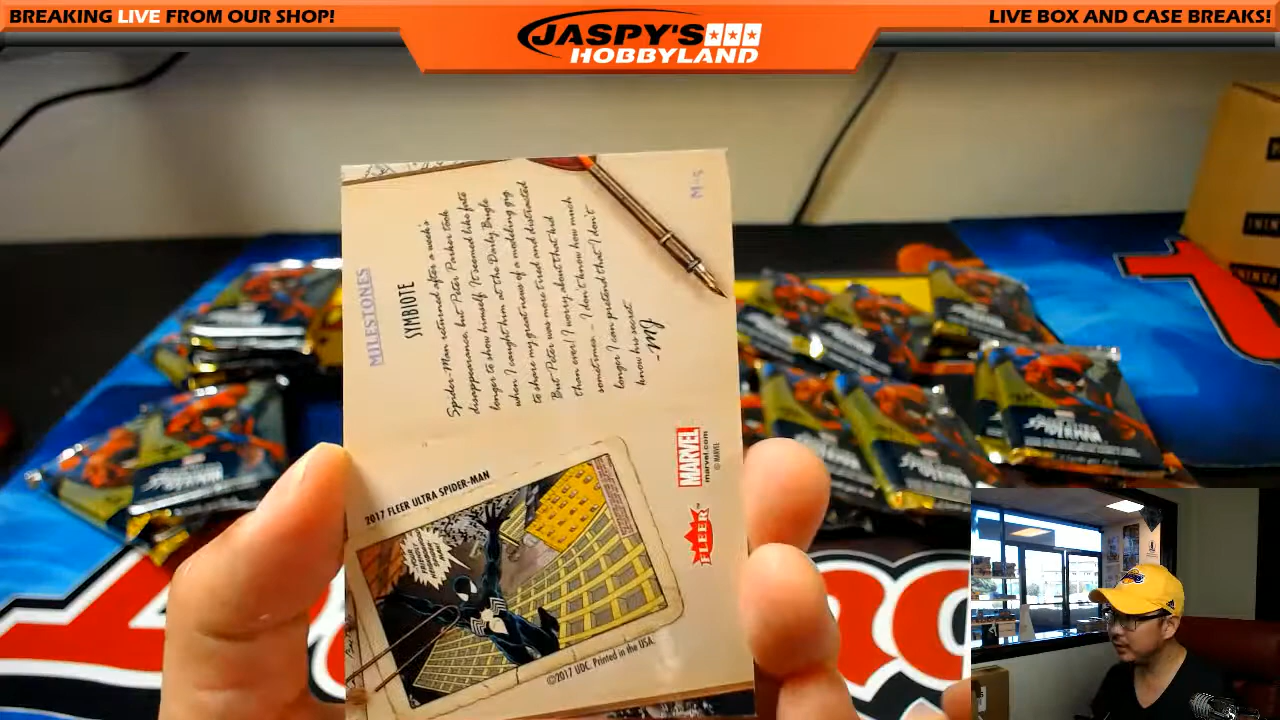 BREAKING LIVE FROM OUR SHOP!
JASPY'S
HOBBYLAND
LIVE BOX AND CASE BREAKS!
MILESTONES
M-5
SYMBIOTE
Spider-Man returned after a week's
disappearance, but Peter Parker took
longer to show himself. It seemed like fate
when I caught him at the Daily Bugle
to share my great news of a modeling gig.
But Peter was more tired and distracted
than ever! I worry about that kid
sometimes — I don't know how much
longer I can pretend that I don't
know his secret.
-MJ
2017 FLEER ULTRA SPIDER-MAN
MARVEL
marvel.com
© MARVEL
FLEER
©2017 UDC. Printed in the USA.